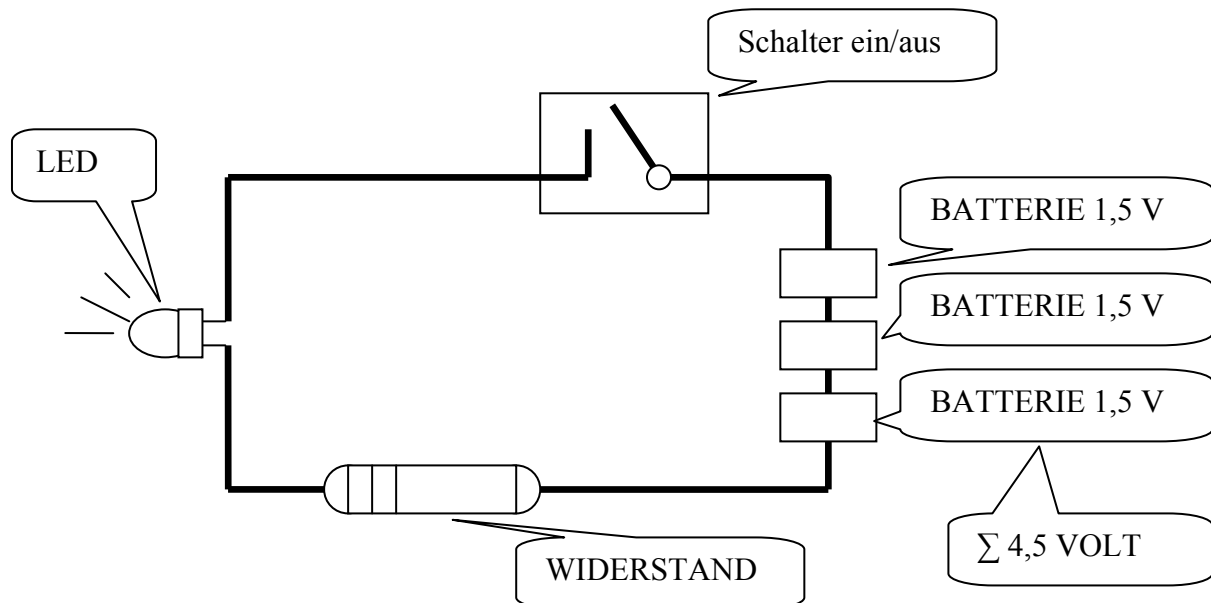 Schalter ein/aus
LED
BATTERIE 1,5 V
BATTERIE 1,5 V
BATTERIE 1,5 V
∑ 4,5 VOLT
WIDERSTAND